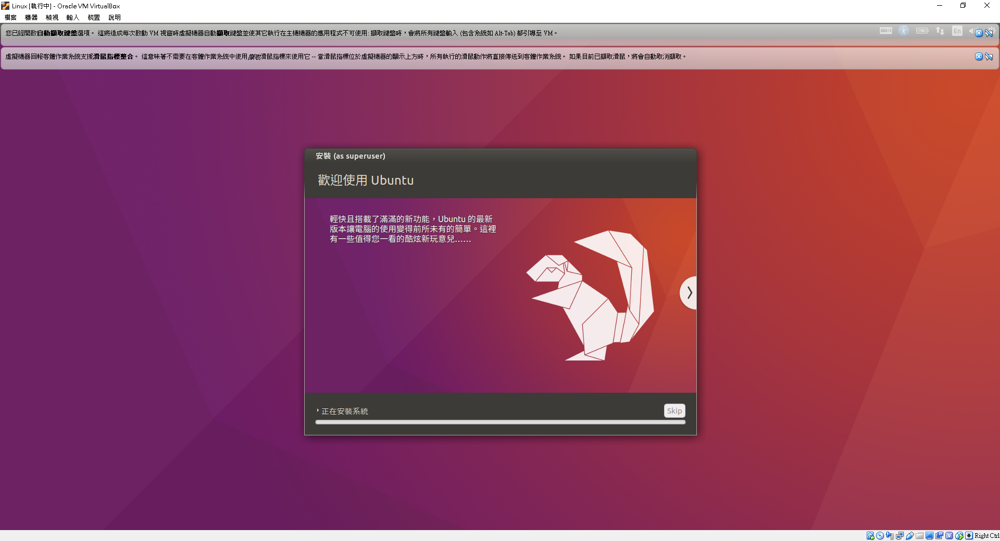 Linux [執行中] - Oracle VM VirtualBox
檔案 機器 檢視 輸入 裝置 說明
您已經開啟自動擷取鍵盤選項。 這將造成每次啟動 VM 視窗時虛擬機器自動擷取鍵盤並使其它執行在主機機器的應用程式不可使用: 擷取鍵盤時，會將所有鍵盤輸入 (包含系統如 Alt-Tab) 都引導至 VM。
En
虛擬機器回報客體作業系統支援滑鼠指標整合。 這意味著不需要在客體作業系統中使用擷取滑鼠指標來使用它 -- 當滑鼠指標位於虛擬機器的顯示上方時，所有執行的滑鼠動作將直接傳送到客體作業系統。 如果目前已擷取滑鼠，將會自動取消擷取。
安裝 (as superuser)
歡迎使用 Ubuntu
輕快且搭載了滿滿的新功能，Ubuntu 的最新
版本讓電腦的使用變得前所未有的簡單。這裡
有一些值得您一看的酷炫新玩意兒……
正在安裝系統
Skip
Right Ctrl